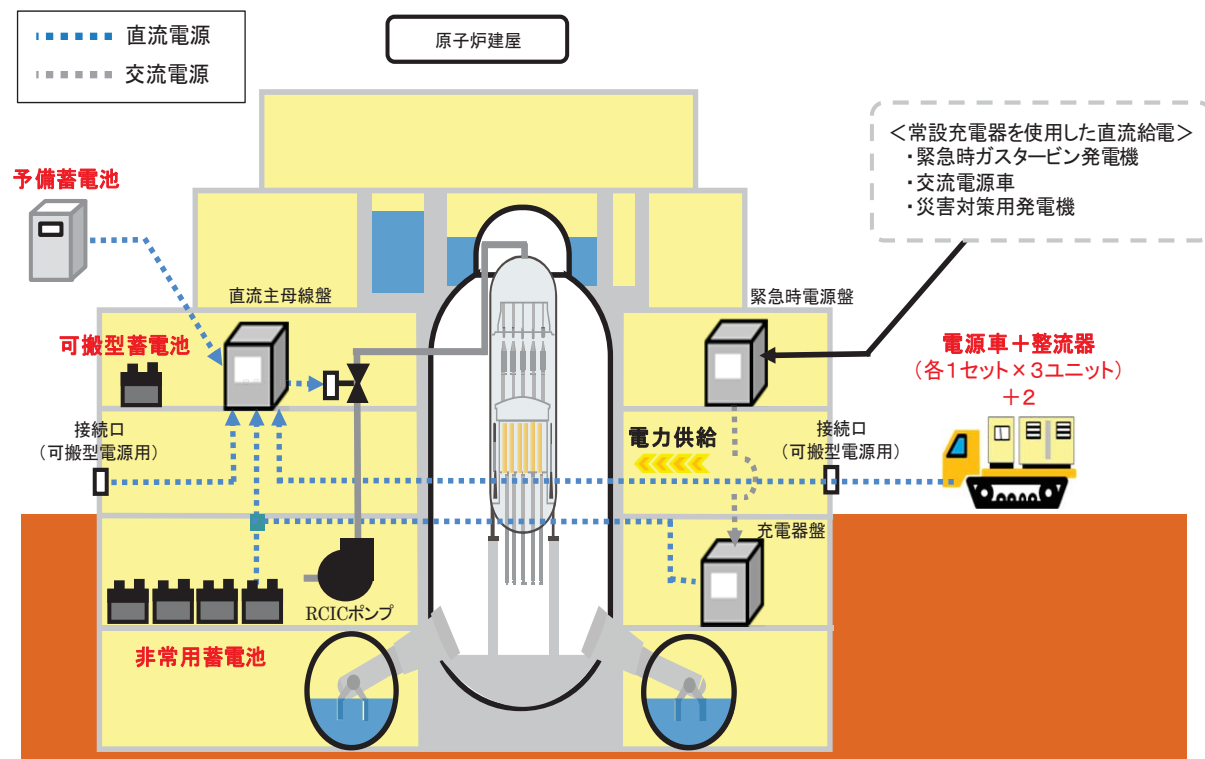 直流電源
交流電源
原子炉建屋
<常設充電器を使用した直流給電>
・緊急時ガスタービン発電機
・交流電源車
・災害対策用発電機
予備蓄電池
直流主母線盤
緊急時電源盤
可搬型蓄電池
電源車+整流器
(各1セット×3ユニット)
+2
接続口
(可搬型電源用)
電力供給
接続口
(可搬型電源用)
充電器盤
RCICポンプ
非常用蓄電池